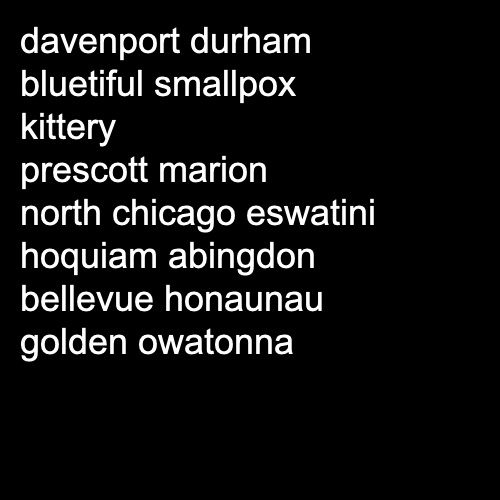 davenport durham
bluetiful smallpox
kittery
prescott marion
north chicago eswatini
hoquiam abingdon
bellevue honaunau
golden owatonna